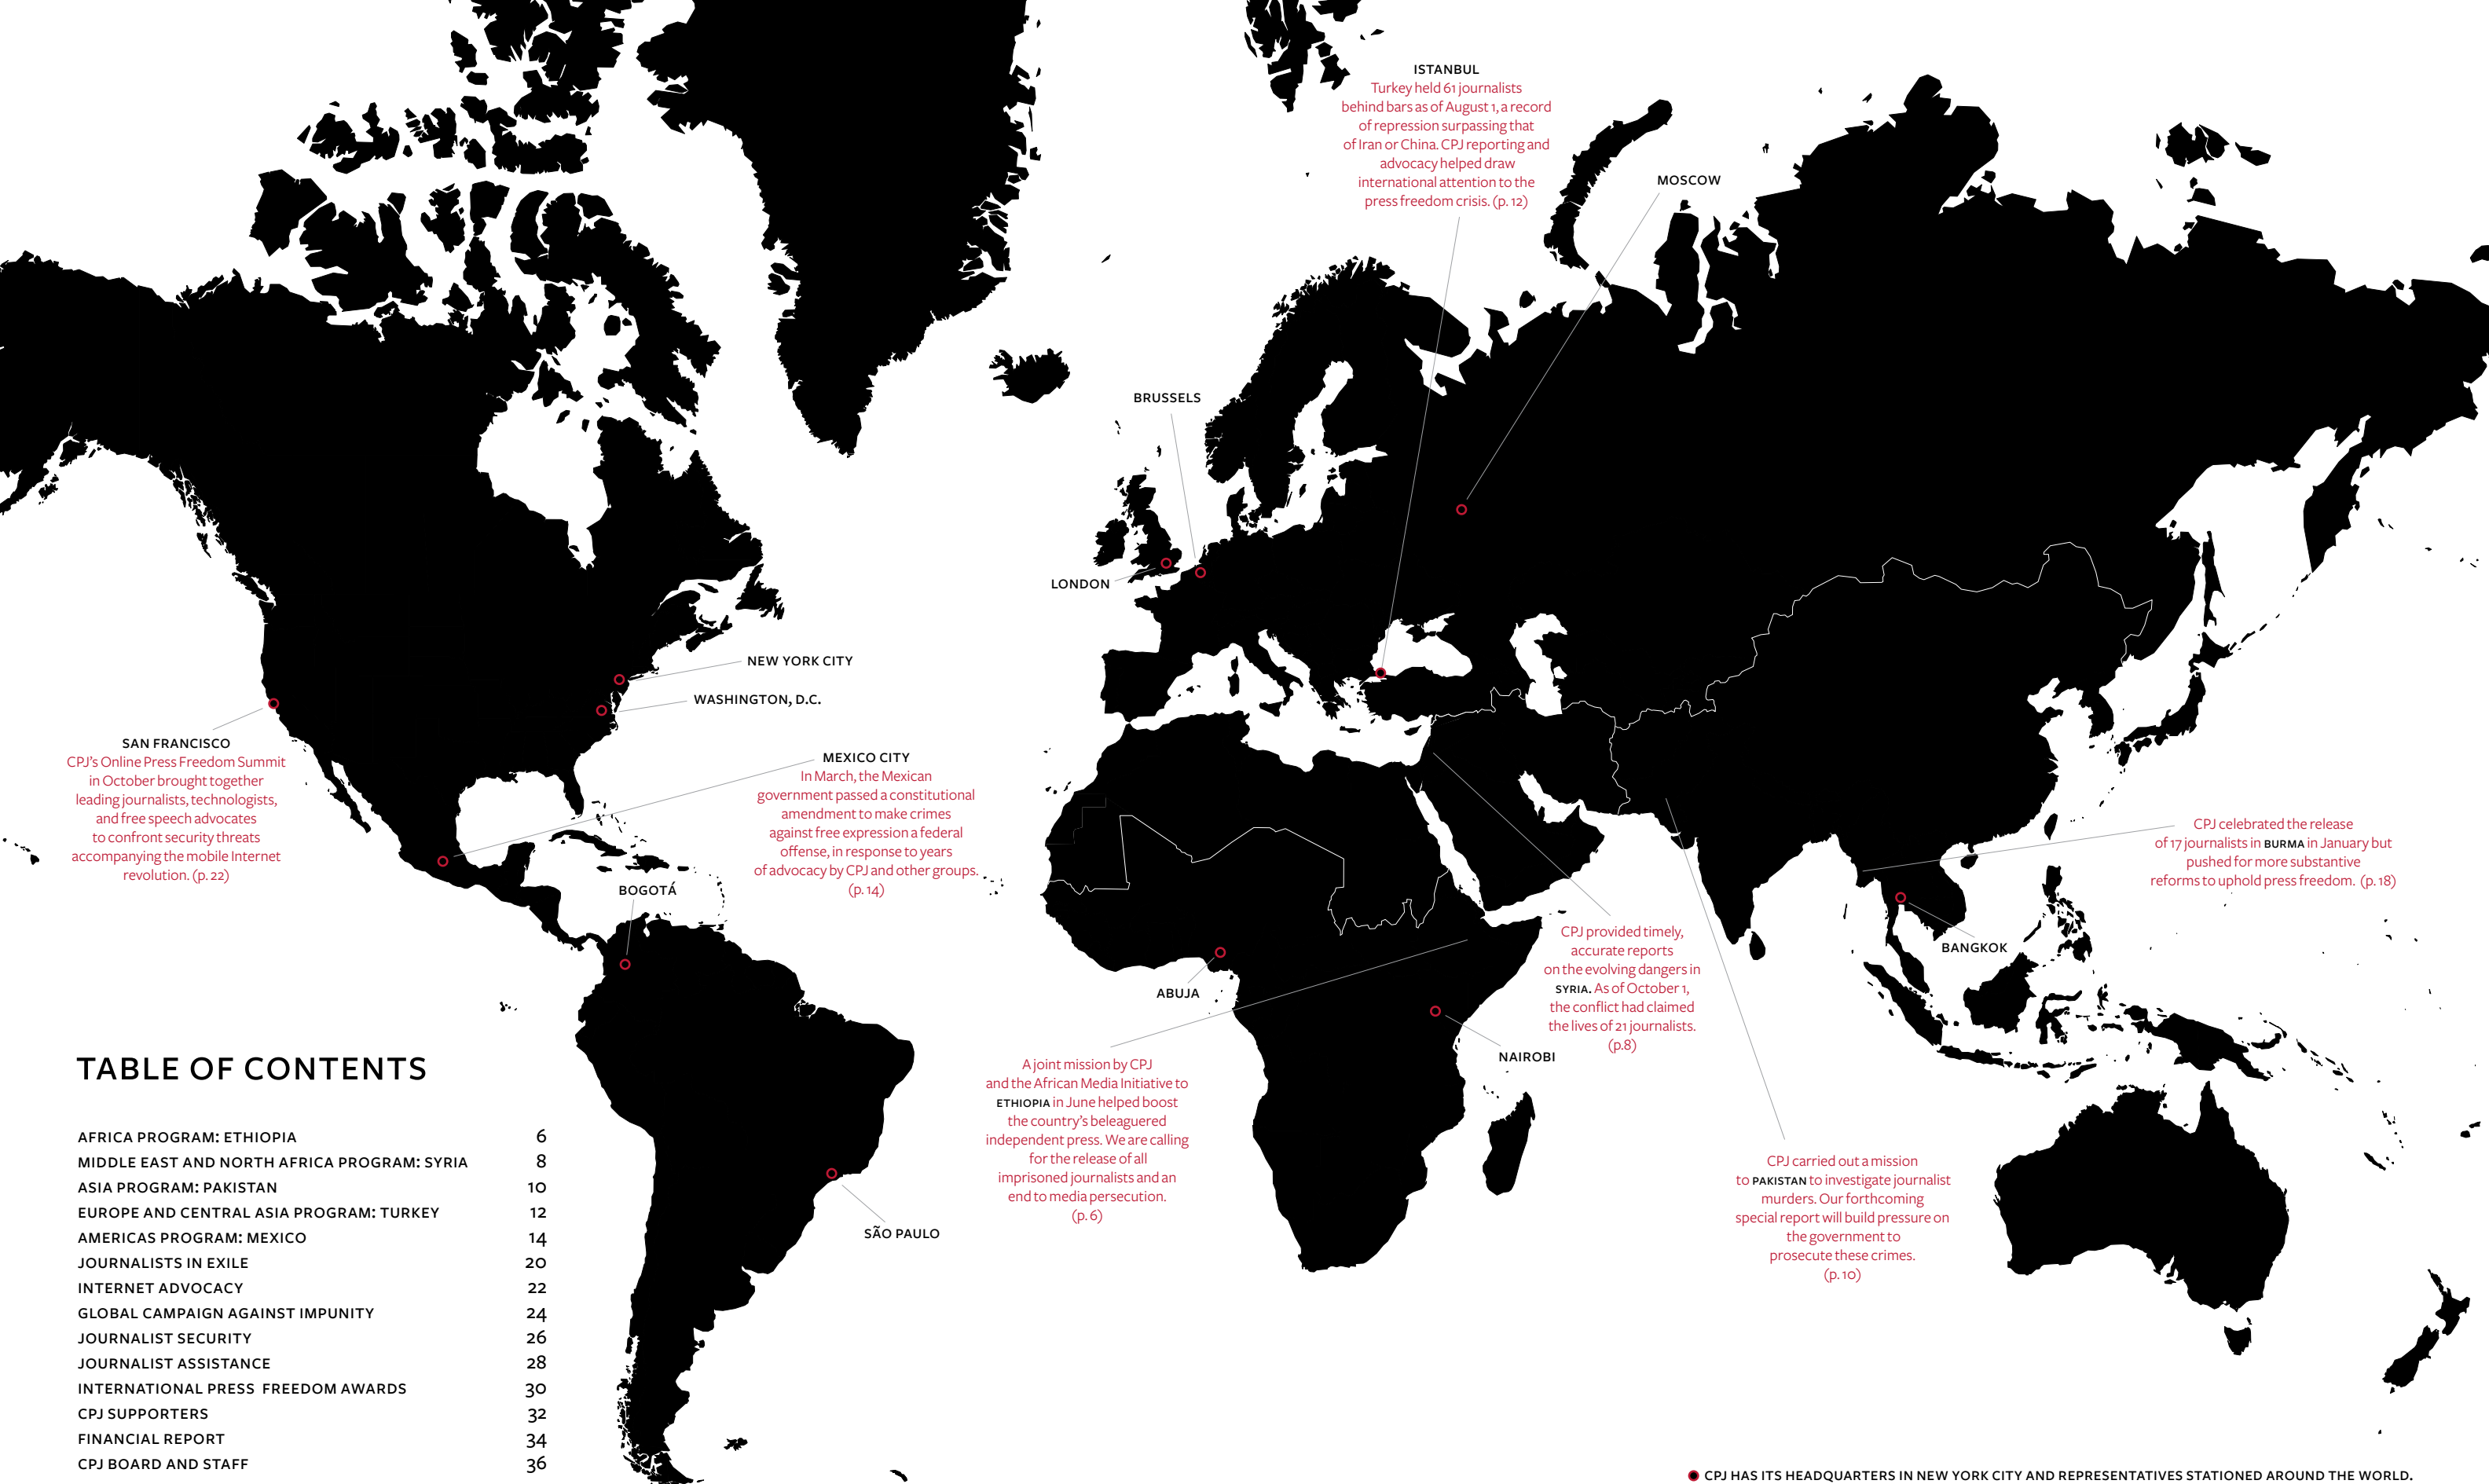 ISTANBUL
Turkey held 61 journalists
behind bars as of August 1, a record
of repression surpassing that
of Iran or China. CPJ reporting and
advocacy helped draw
international attention to the
press freedom crisis. (p. 12)
MOSCOW
BRUSSELS
LONDON
NEW YORK CITY
WASHINGTON, D.C.
SAN FRANCISCO
CPJ’s Online Press Freedom Summit
in October brought together
leading journalists, technologists,
and free speech advocates
to confront security threats
accompanying the mobile Internet
revolution. (p. 22)
MEXICO CITY
In March, the Mexican
government passed a constitutional
amendment to make crimes
against free expression a federal
offense, in response to years
of advocacy by CPJ and other groups.
(p. 14)
BOGOTÁ
CPJ celebrated the release
of 17 journalists in BURMA in January but
pushed for more substantive
reforms to uphold press freedom. (p. 18)
BANGKOK
CPJ provided timely,
accurate reports
on the evolving dangers in
SYRIA. As of October 1,
the conflict had claimed
the lives of 21 journalists.
(p.8)
ABUJA
NAIROBI
A joint mission by CPJ
and the African Media Initiative to
ETHIOPIA in June helped boost
the country’s beleaguered
independent press. We are calling
for the release of all
imprisoned journalists and an
end to media persecution.
(p. 6)
CPJ carried out a mission
to PAKISTAN to investigate journalist
murders. Our forthcoming
special report will build pressure on
the government to
prosecute these crimes.
(p. 10)
SÃO PAULO
TABLE OF CONTENTS
AFRICA PROGRAM: ETHIOPIA 6
MIDDLE EAST AND NORTH AFRICA PROGRAM: SYRIA 8
ASIA PROGRAM: PAKISTAN 10
EUROPE AND CENTRAL ASIA PROGRAM: TURKEY 12
AMERICAS PROGRAM: MEXICO 14
JOURNALISTS IN EXILE 20
INTERNET ADVOCACY 22
GLOBAL CAMPAIGN AGAINST IMPUNITY 24
JOURNALIST SECURITY 26
JOURNALIST ASSISTANCE 28
INTERNATIONAL PRESS FREEDOM AWARDS 30
CPJ SUPPORTERS 32
FINANCIAL REPORT 34
CPJ BOARD AND STAFF 36
CPJ HAS ITS HEADQUARTERS IN NEW YORK CITY AND REPRESENTATIVES STATIONED AROUND THE WORLD.